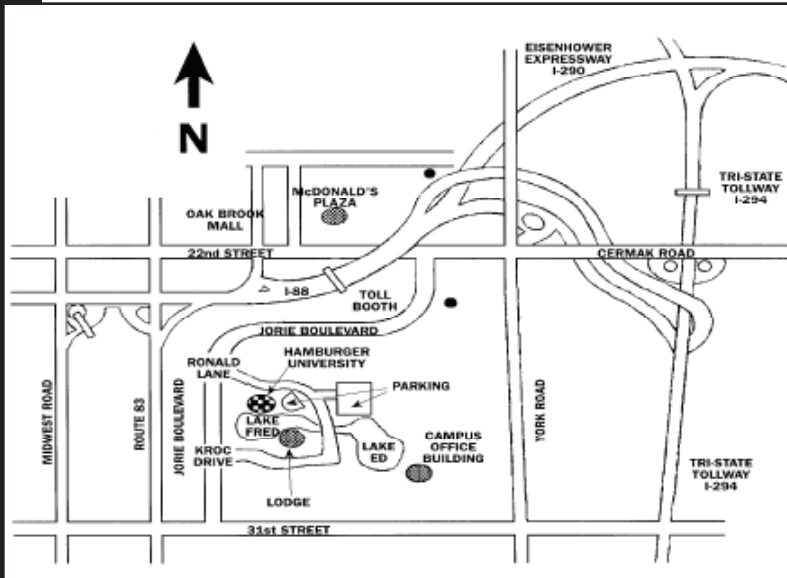 EISENHOWER
EXPRESSWAY
I-290
N
TRI-STATE
TOLLWAY
I-294
McDONALD'S
PLAZA
OAK BROOK
MALL
22nd STREET
CERMAK ROAD
I-88
TOLL
BOOTH
JORIE BOULEVARD
HAMBURGER
UNIVERSITY
RONALD
LANE
PARKING
MIDWEST ROAD
ROUTE 83
JORIE BOULEVARD
YORK ROAD
LAKE
FRED
KROC
DRIVE
LAKE
ED
CAMPUS
OFFICE
BUILDING
TRI-STATE
TOLLWAY
I-294
LODGE
31st STREET